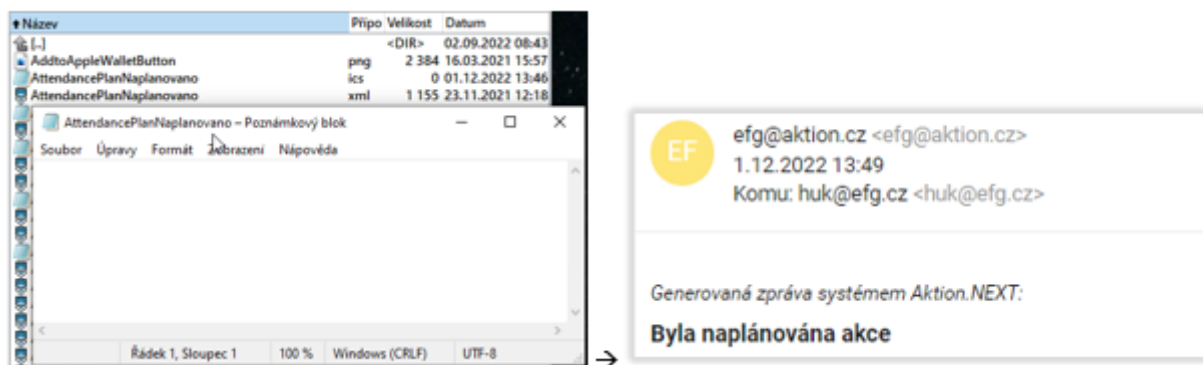 Název Přípo Velikost Datum
[..] <DIR> 02.09.2022 08:43
AddtoAppleWalletButton png 2 384 16.03.2021 15:57
AttendancePlanNaplanovano ics 0 01.12.2022 13:46
AttendancePlanNaplanovano xml 1 155 23.11.2021 12:18
AttendancePlanNaplanovano – Poznámkový blok
Soubor Úpravy Formát Zobrazení Nápověda
Řádek 1, Sloupec 1 100 % Windows (CRLF) UTF-8
→
EF
efg@aktion.cz <efg@aktion.cz>
1.12.2022 13:49
Komu: huk@efg.cz <huk@efg.cz>
Generovaná zpráva systémem Aktion.NEXT:
Byla naplánována akce